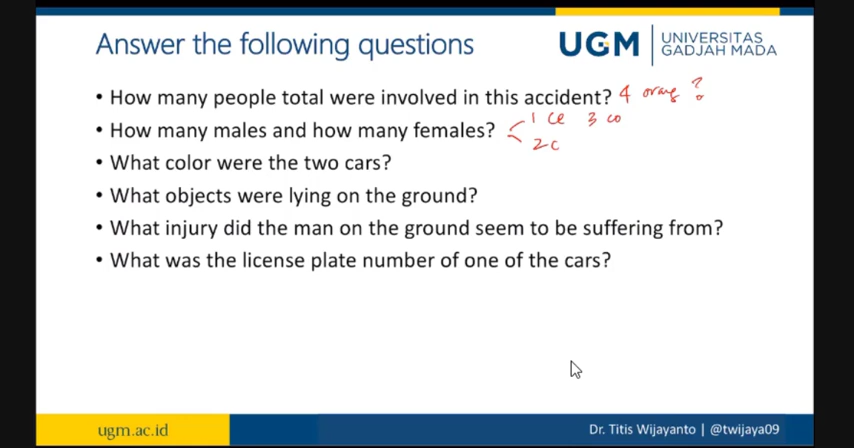 Answer the following questions
UGM
UNIVERSITAS
GADJAH MADA
• How many people total were involved in this accident? 4 orang ?
• How many males and how many females? 1 ce 3 co
2 c
• What color were the two cars?
• What objects were lying on the ground?
• What injury did the man on the ground seem to be suffering from?
• What was the license plate number of one of the cars?
ugm.ac.id
Dr. Titis Wijayanto | @twijaya09